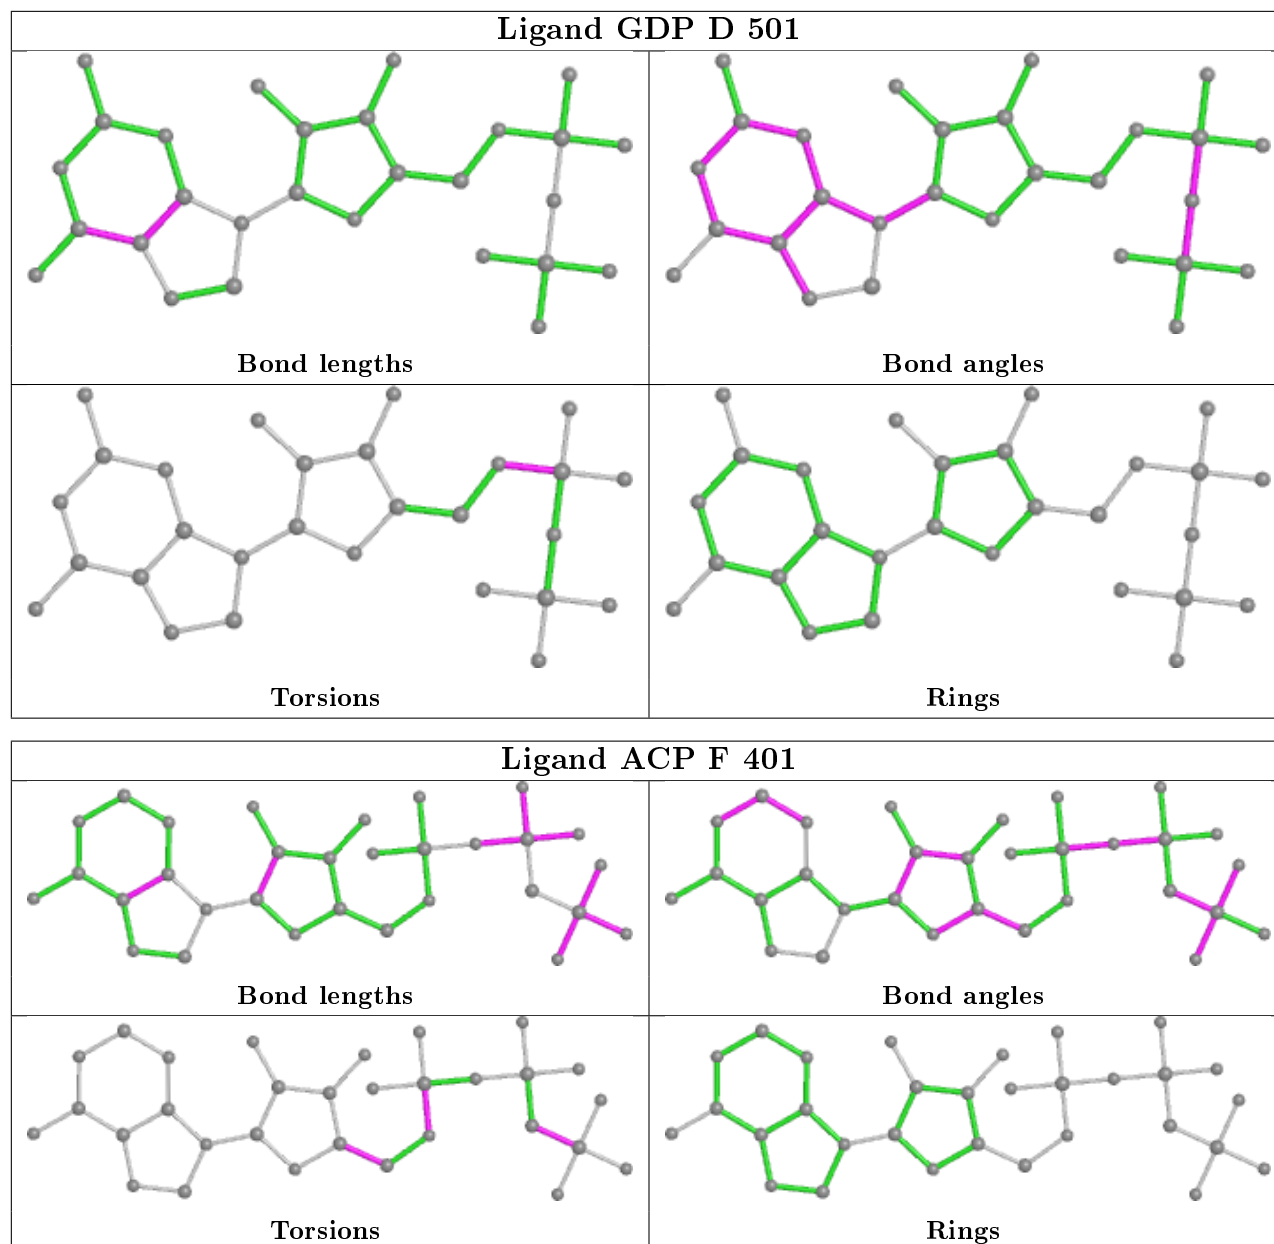 Ligand GDP D 501
Bond lengths
Bond angles
Torsions
Rings
Ligand ACP F 401
Bond lengths
Bond angles
Torsions
Rings